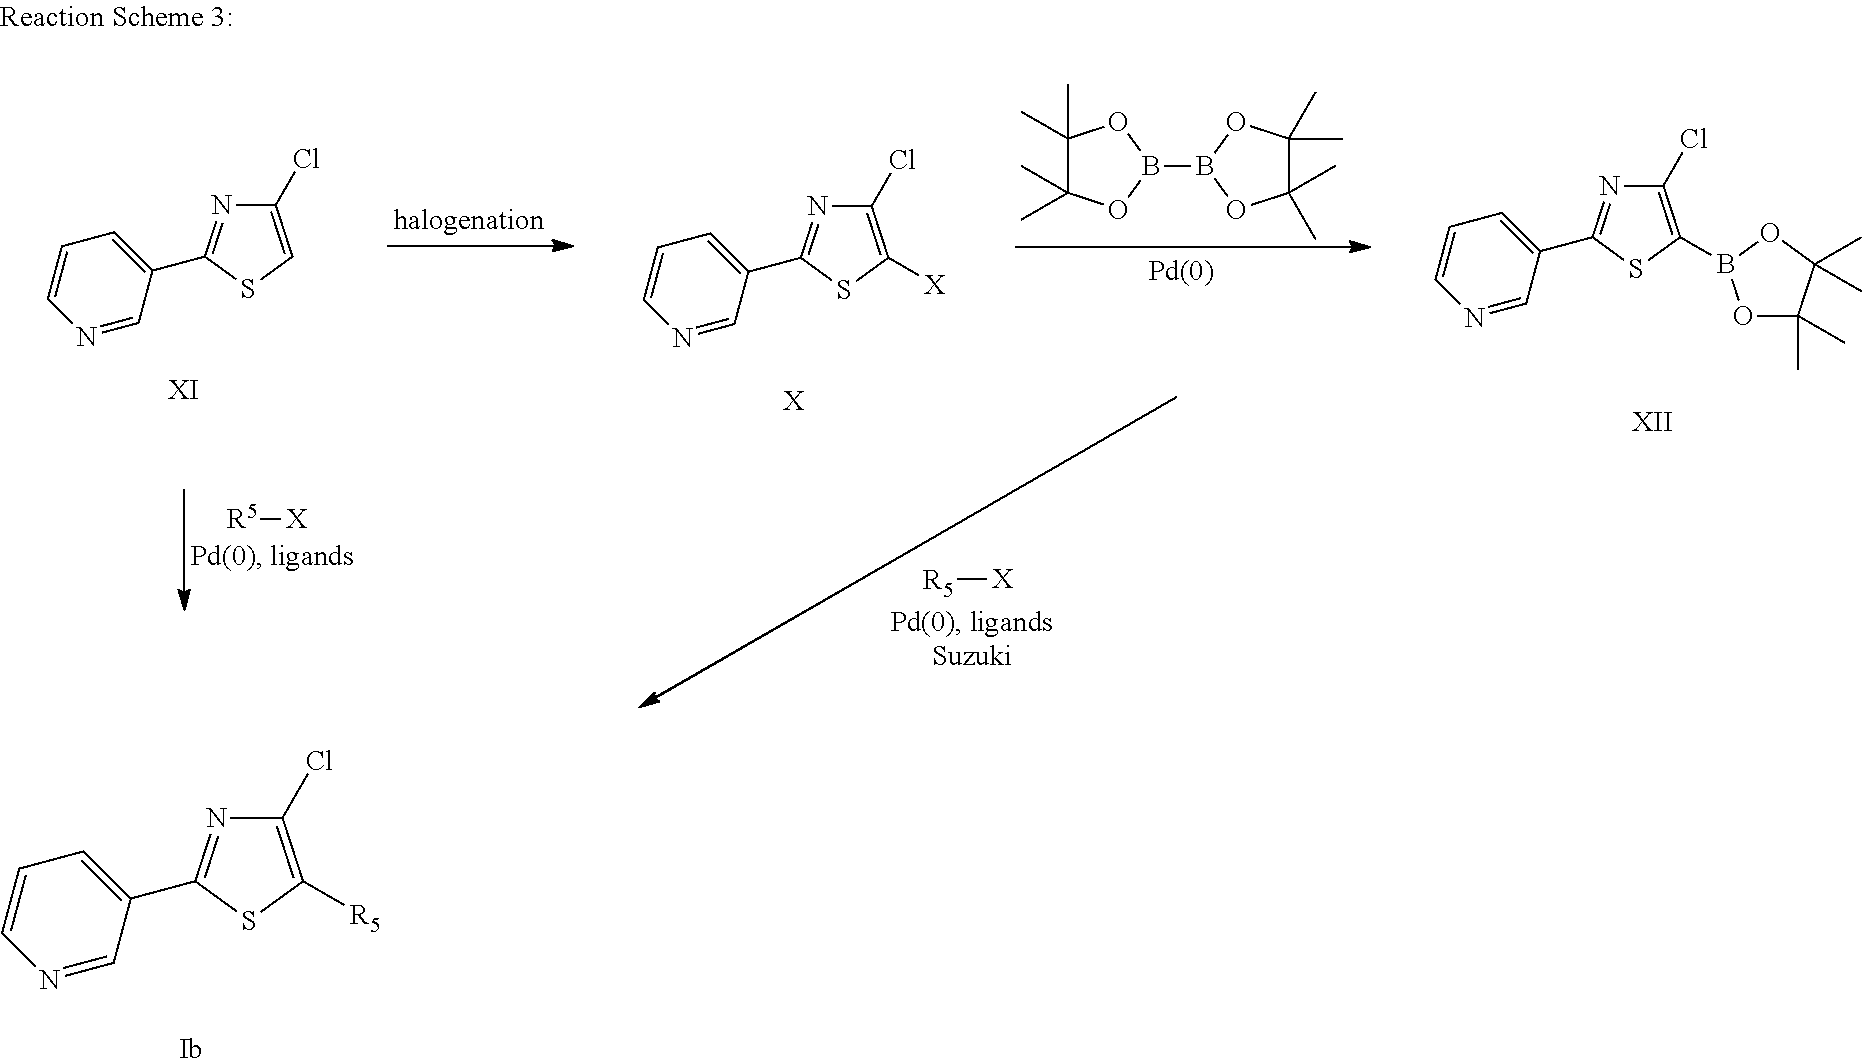 Reaction Scheme 3:
Cl
N
S
N
XI
halogenation
Cl
N
S
X
N
X
O
O
B
B
O
O
Pd(0)
Cl
N
S
N
B
O
O
XII
R⁵—X
Pd(0), ligands
R₅—X
Pd(0), ligands
Suzuki
Cl
N
S
R₅
N
Ib